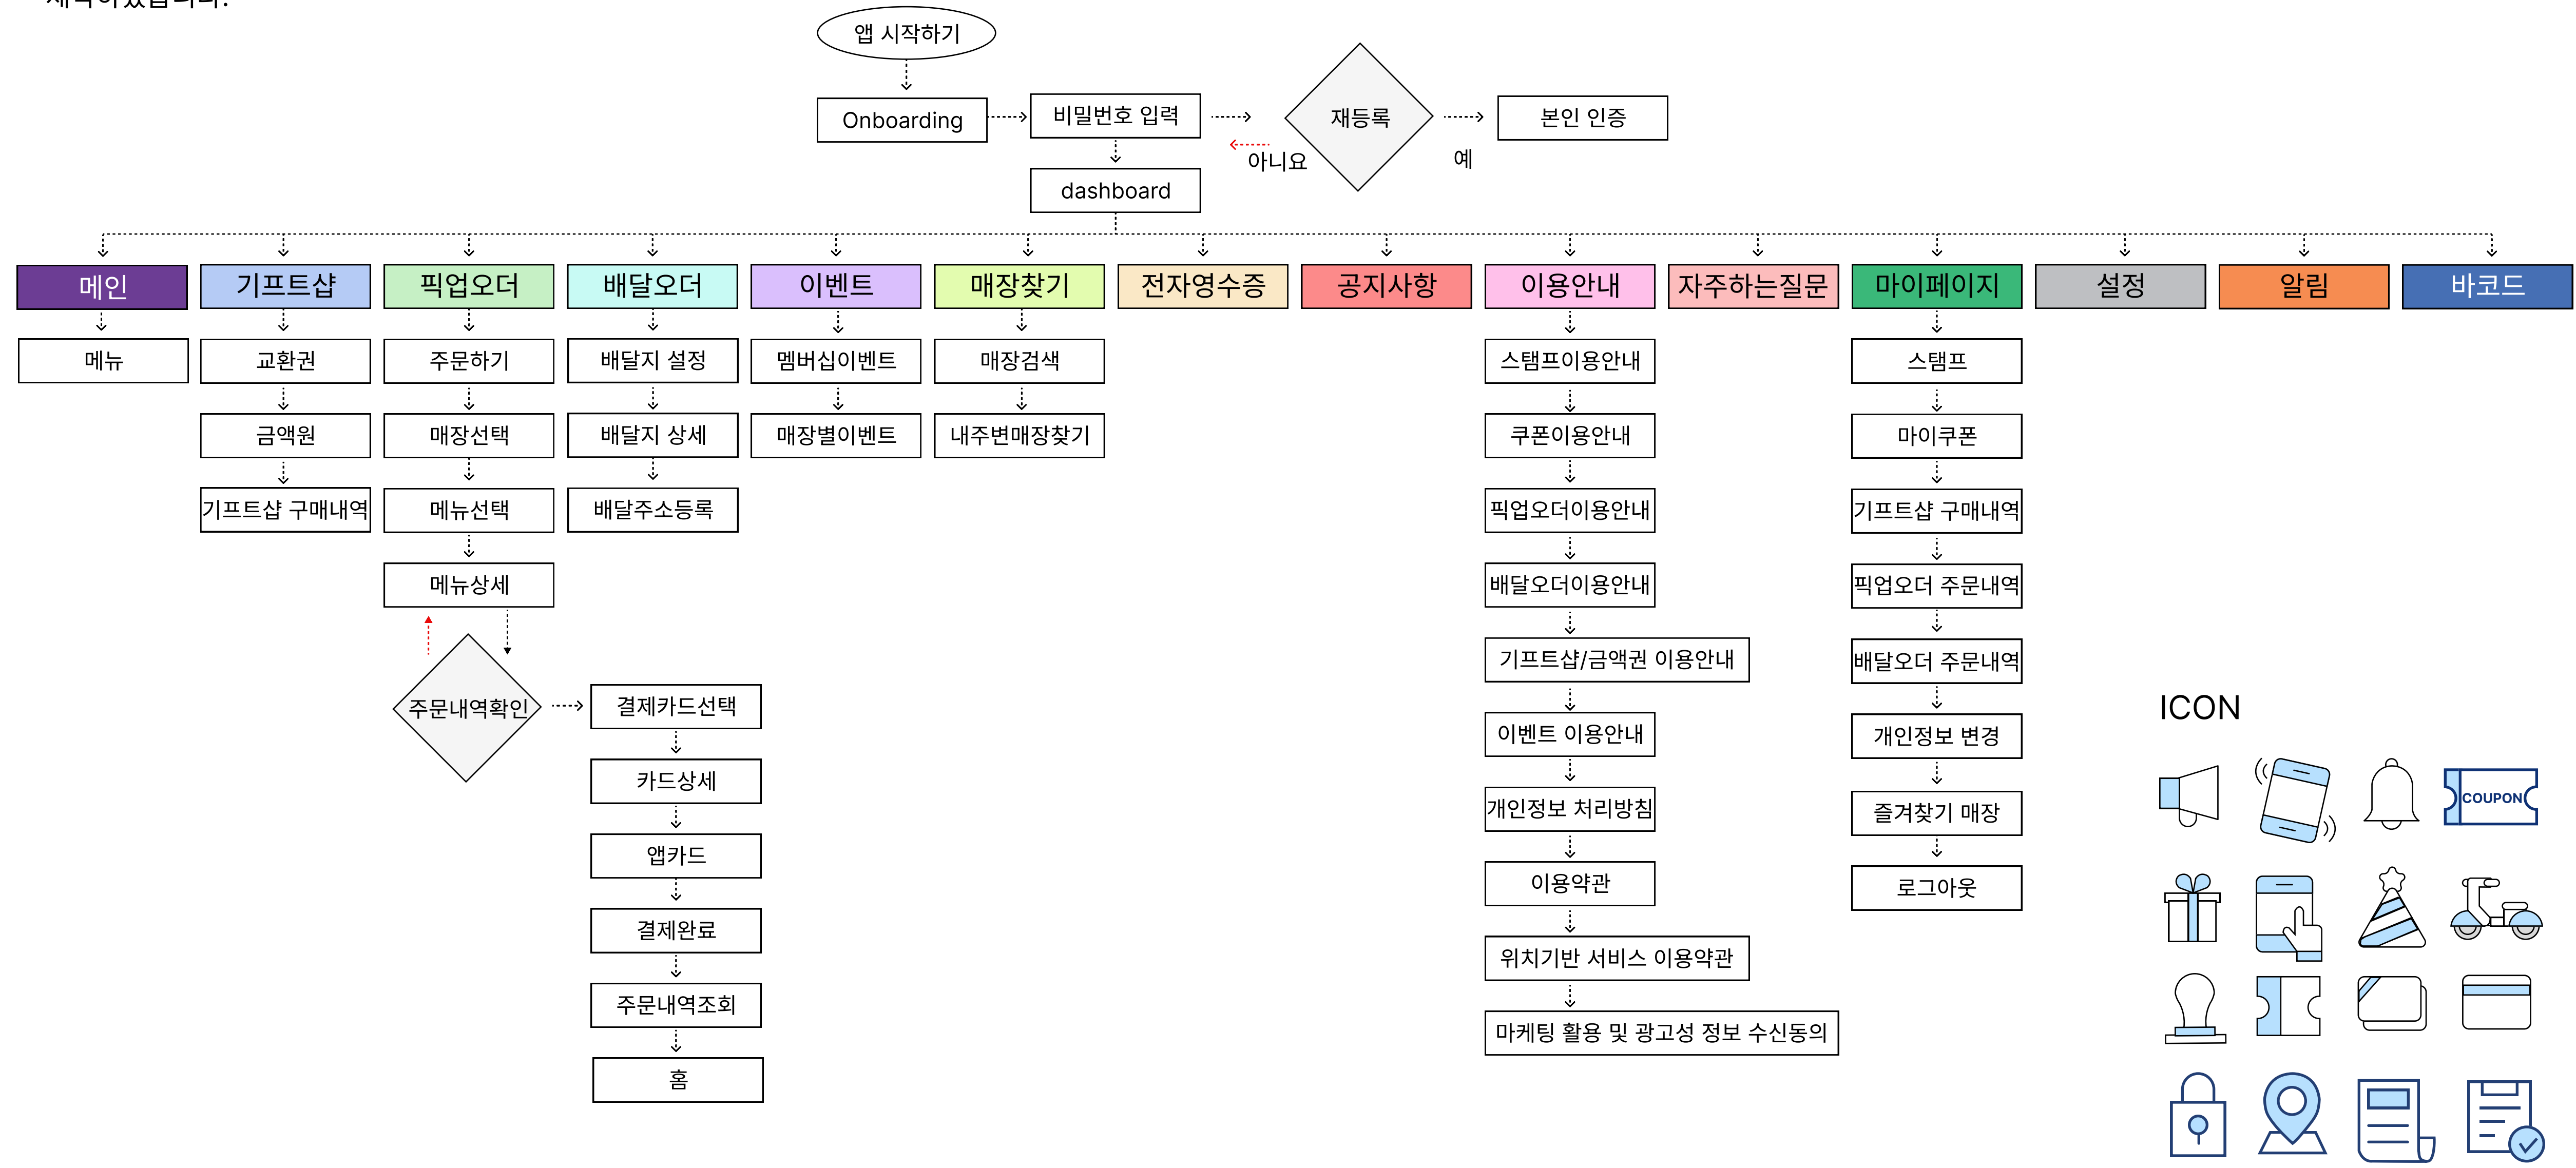 앱 시작하기
Onboarding
비밀번호 입력
재등록
본인 인증
아니요
예
dashboard
메인
기프트샵
픽업오더
배달오더
이벤트
매장찾기
전자영수증
공지사항
이용안내
자주하는질문
마이페이지
설정
알림
바코드
메뉴
교환권
금액원
기프트샵 구매내역
주문하기
매장선택
메뉴선택
메뉴상세
주문내역확인
결제카드선택
카드상세
앱카드
결제완료
주문내역조회
홈
배달지 설정
배달지 상세
배달주소등록
멤버십이벤트
매장별이벤트
매장검색
내주변매장찾기
스탬프이용안내
쿠폰이용안내
픽업오더이용안내
배달오더이용안내
기프트샵/금액권 이용안내
이벤트 이용안내
개인정보 처리방침
이용약관
위치기반 서비스 이용약관
마케팅 활용 및 광고성 정보 수신동의
스탬프
마이쿠폰
기프트샵 구매내역
픽업오더 주문내역
배달오더 주문내역
개인정보 변경
즐겨찾기 매장
로그아웃
ICON
COUPON